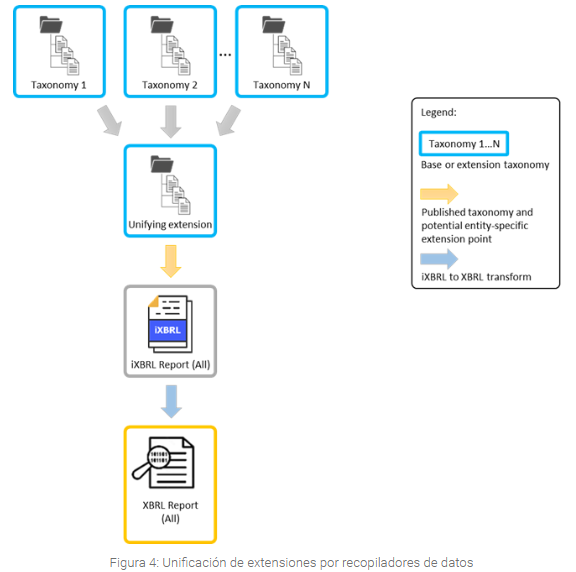 Taxonomy 1
Taxonomy 2
...
Taxonomy N
Unifying extension
iXBRL
iXBRL Report (All)
XBRL Report
(All)
Legend:
Taxonomy 1...N
Base or extension taxonomy
Published taxonomy and
potential entity-specific
extension point
iXBRL to XBRL transform
Figura 4: Unificación de extensiones por recopiladores de datos